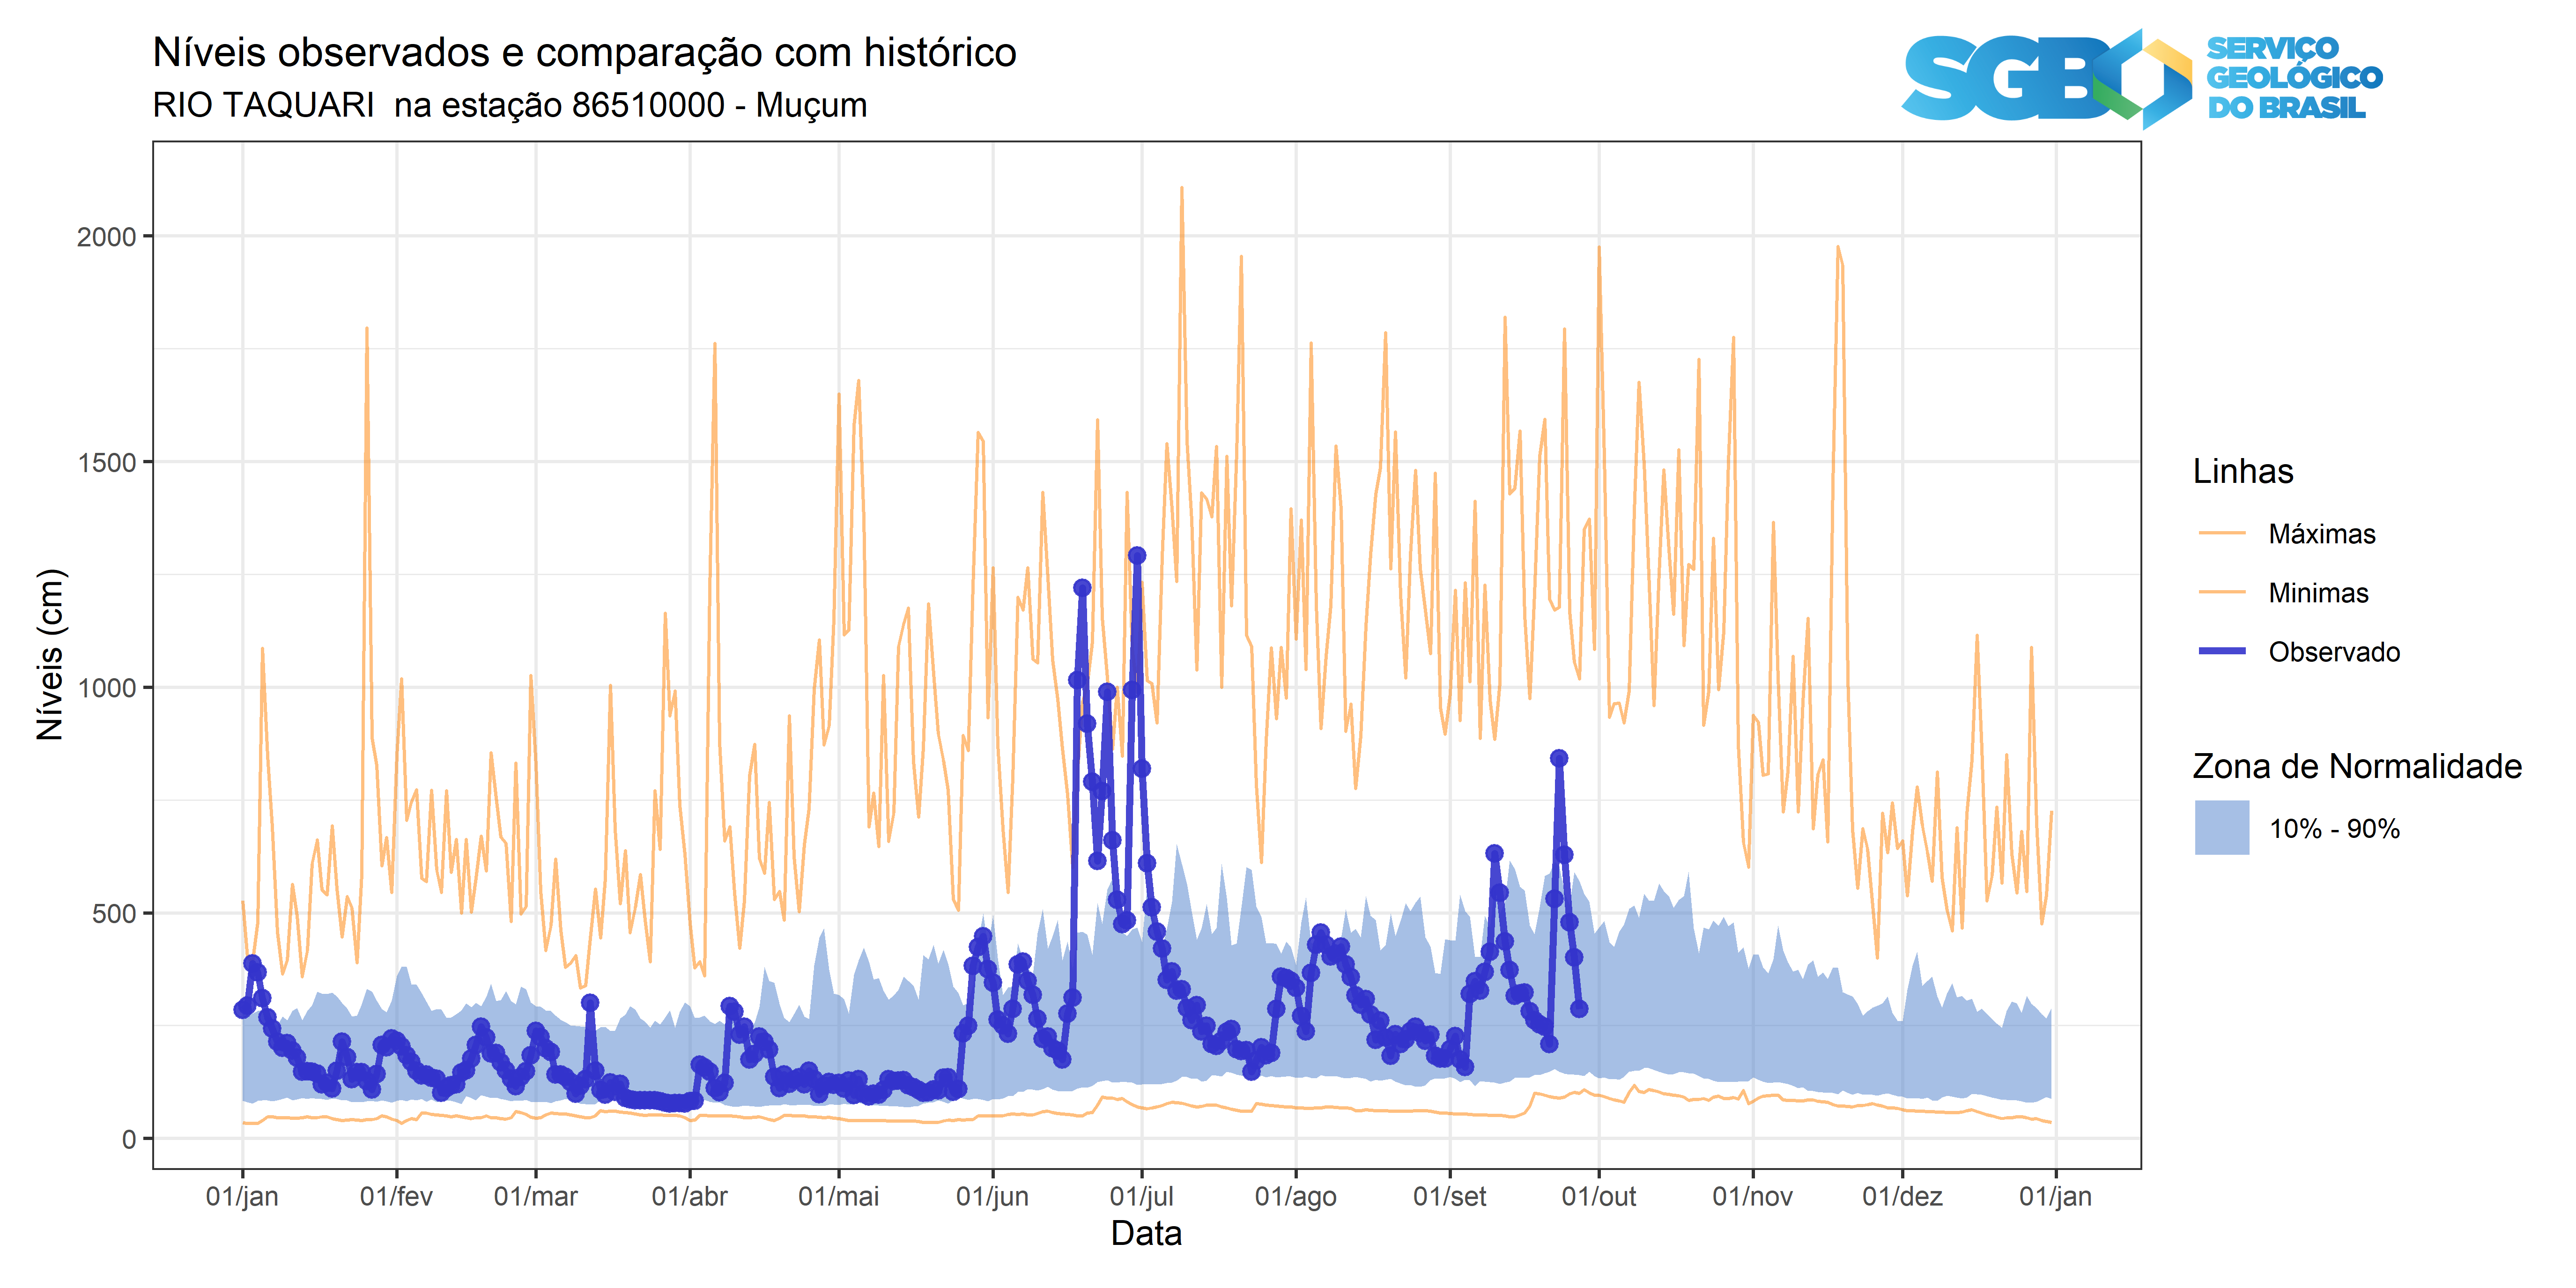 Níveis observados e comparação com histórico
RIO TAQUARI  na estação 86510000 - Muçum
SGB
SERVIÇO
GEOLÓGICO
DO BRASIL
Níveis (cm)
2000
1500
1000
500
0
01/jan
01/fev
01/mar
01/abr
01/mai
01/jun
01/jul
01/ago
01/set
01/out
01/nov
01/dez
01/jan
Data
Linhas
Máximas
Minimas
Observado
Zona de Normalidade
10% - 90%